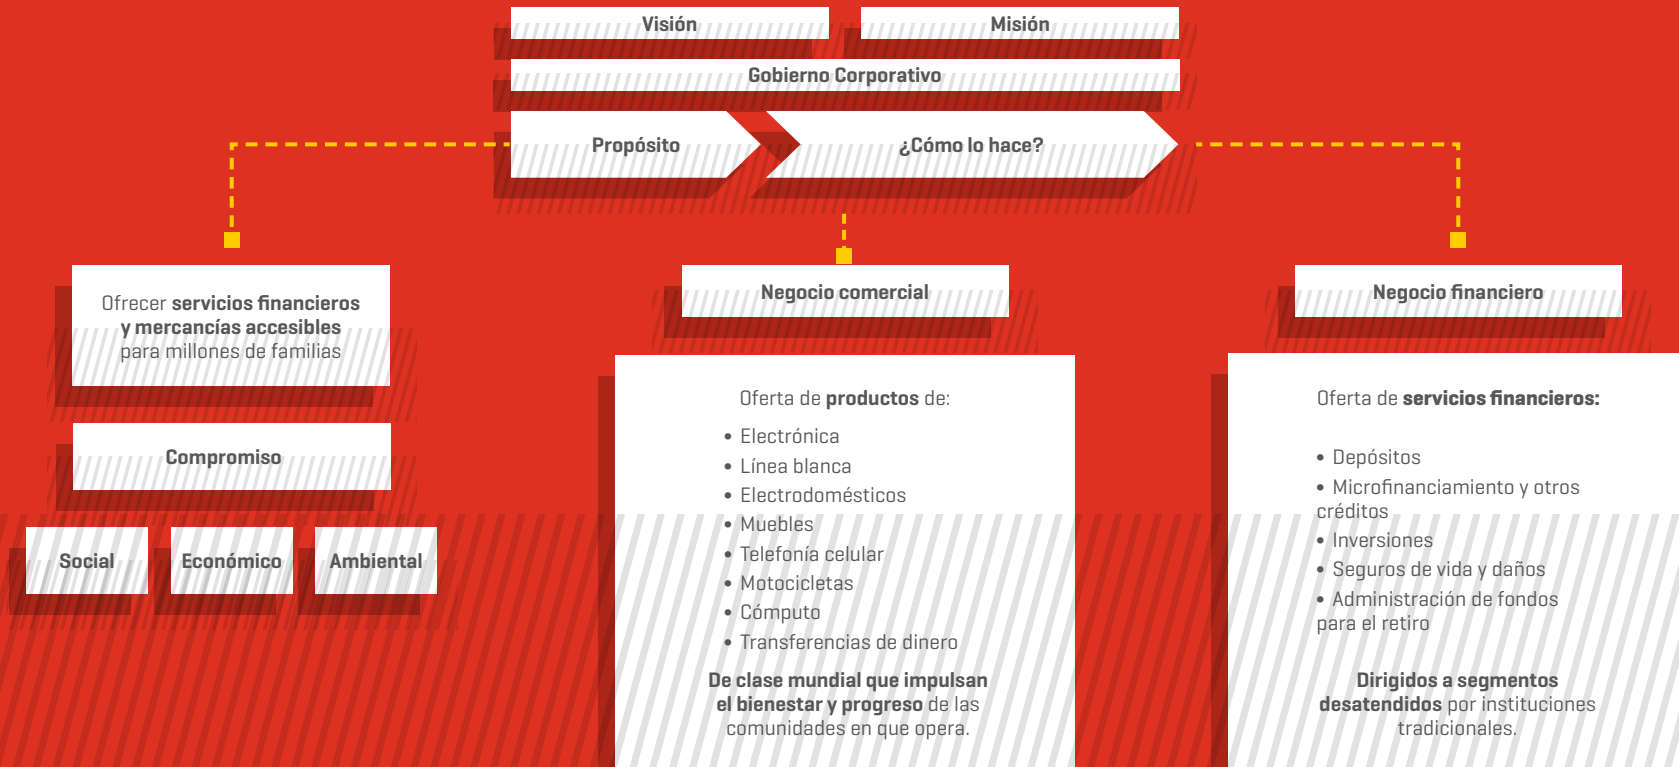 Visión
Misión
Gobierno Corporativo
Propósito
¿Cómo lo hace?
Ofrecer servicios financieros
y mercancías accesibles
para millones de familias
Compromiso
Social
Económico
Ambiental
Negocio comercial
Oferta de productos de:
• Electrónica
• Línea blanca
• Electrodomésticos
• Muebles
• Telefonía celular
• Motocicletas
• Cómputo
• Transferencias de dinero
De clase mundial que impulsan
el bienestar y progreso de las
comunidades en que opera.
Negocio financiero
Oferta de servicios financieros:
• Depósitos
• Microfinanciamiento y otros
créditos
• Inversiones
• Seguros de vida y daños
• Administración de fondos
para el retiro
Dirigidos a segmentos
desatendidos por instituciones
tradicionales.